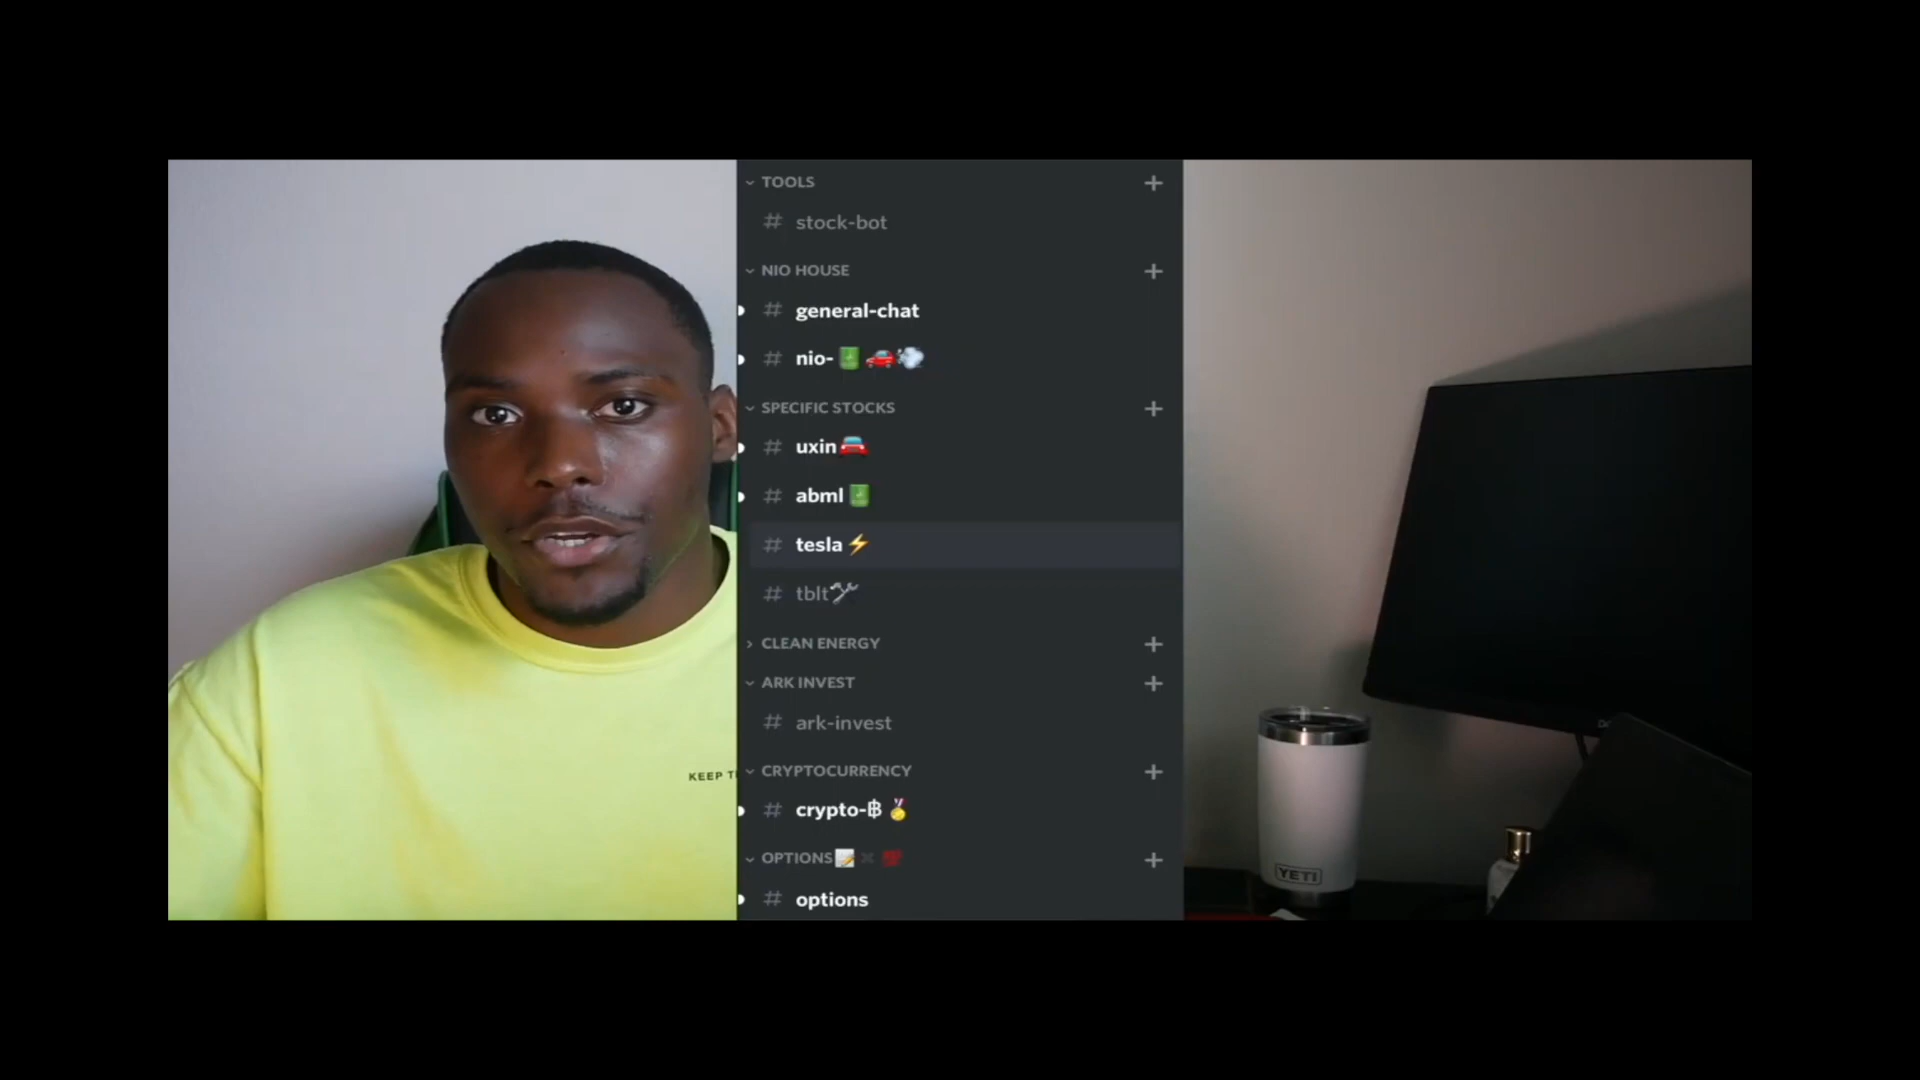 TOOLS
# stock-bot
NIO HOUSE
# general-chat
# nio-📗🚗💨
SPECIFIC STOCKS
# uxin🚘
# abml📗
# tesla⚡
# tblt🛠
CLEAN ENERGY
ARK INVEST
# ark-invest
CRYPTOCURRENCY
# crypto-₿🏅
OPTIONS📝✖💯
# options
KEEP T
YETI